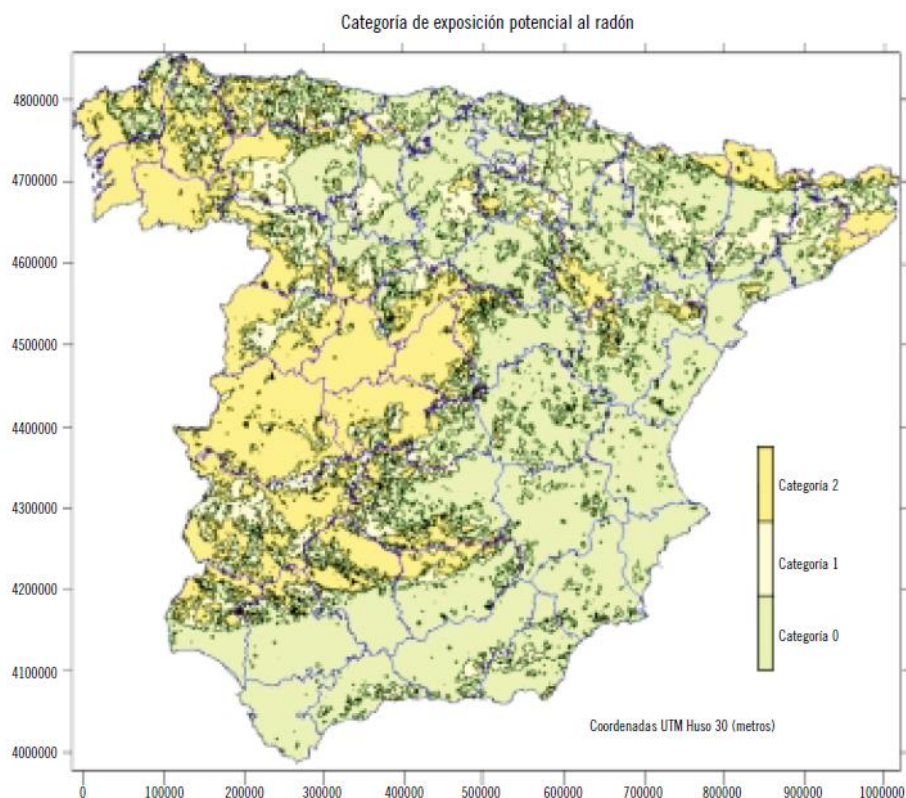 Categoría de exposición potencial al radón
4800000
4700000
4600000
4500000
4400000
4300000
4200000
4100000
4000000
Categoría 2
Categoría 1
Categoría 0
Coordenadas UTM Huso 30 (metros)
0 100000 200000 300000 400000 500000 600000 700000 800000 900000 1000000